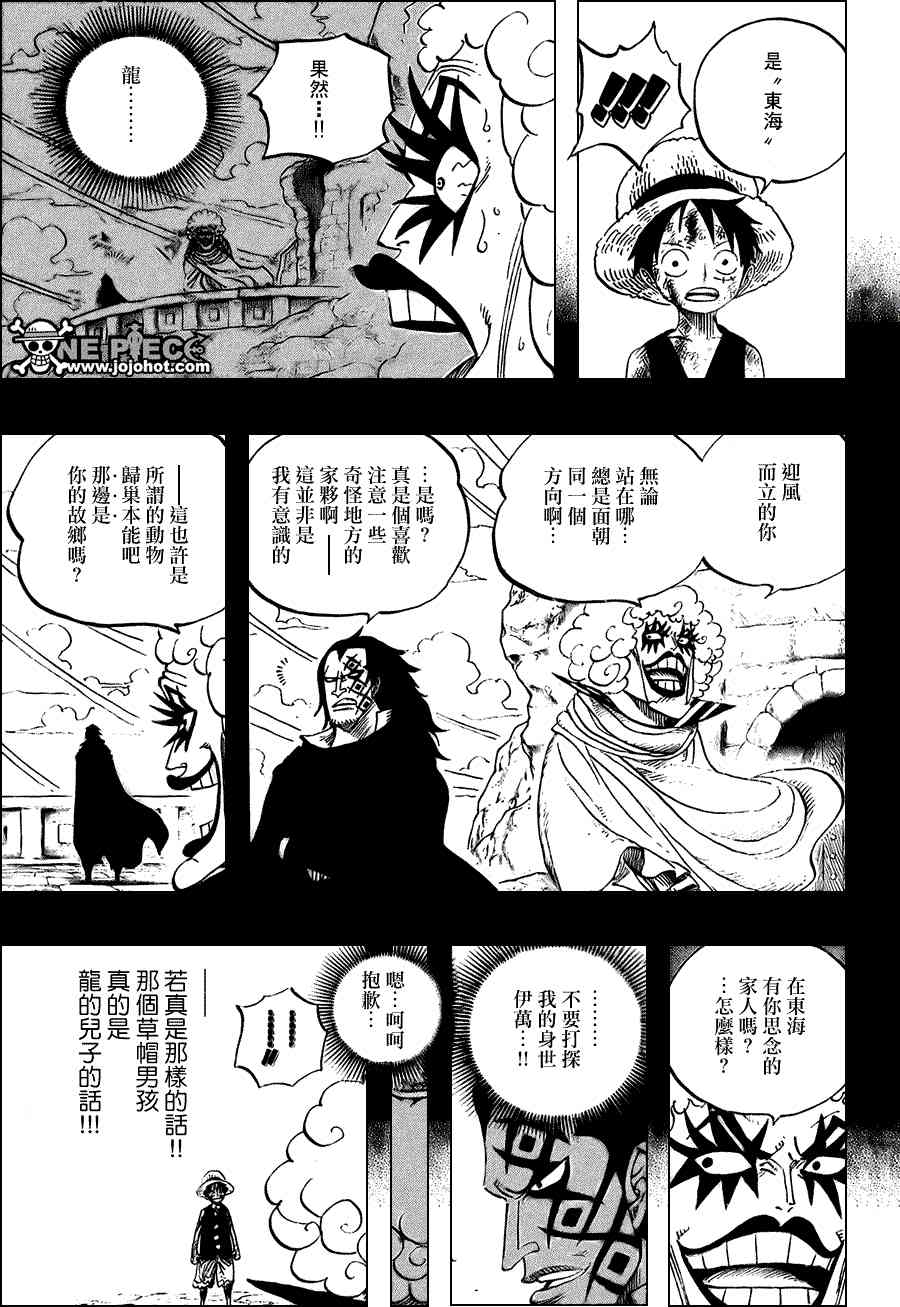 是〝東海〞
!!!
果然…!!
龍……
ONE PIECE
www.jojohot.com
迎風
而立的你
無論
站在哪…
總是面朝
同一個
方向啊…
…是嗎?
真是個喜歡
注意一些
奇怪地方的
家夥啊——
這並非是
我有意識的
——這也許是
所謂的動物
歸巢本能吧
那邊是
你的故鄉嗎?
在東海
有你思念的
家人嗎?
…怎麼樣?
………
不要打探
我的身世
伊萬…!!
嗯…呵呵
抱歉…
………!!
——
若真是那樣的話!!
那個草帽男孩
真的是
龍的兒子的話!!!